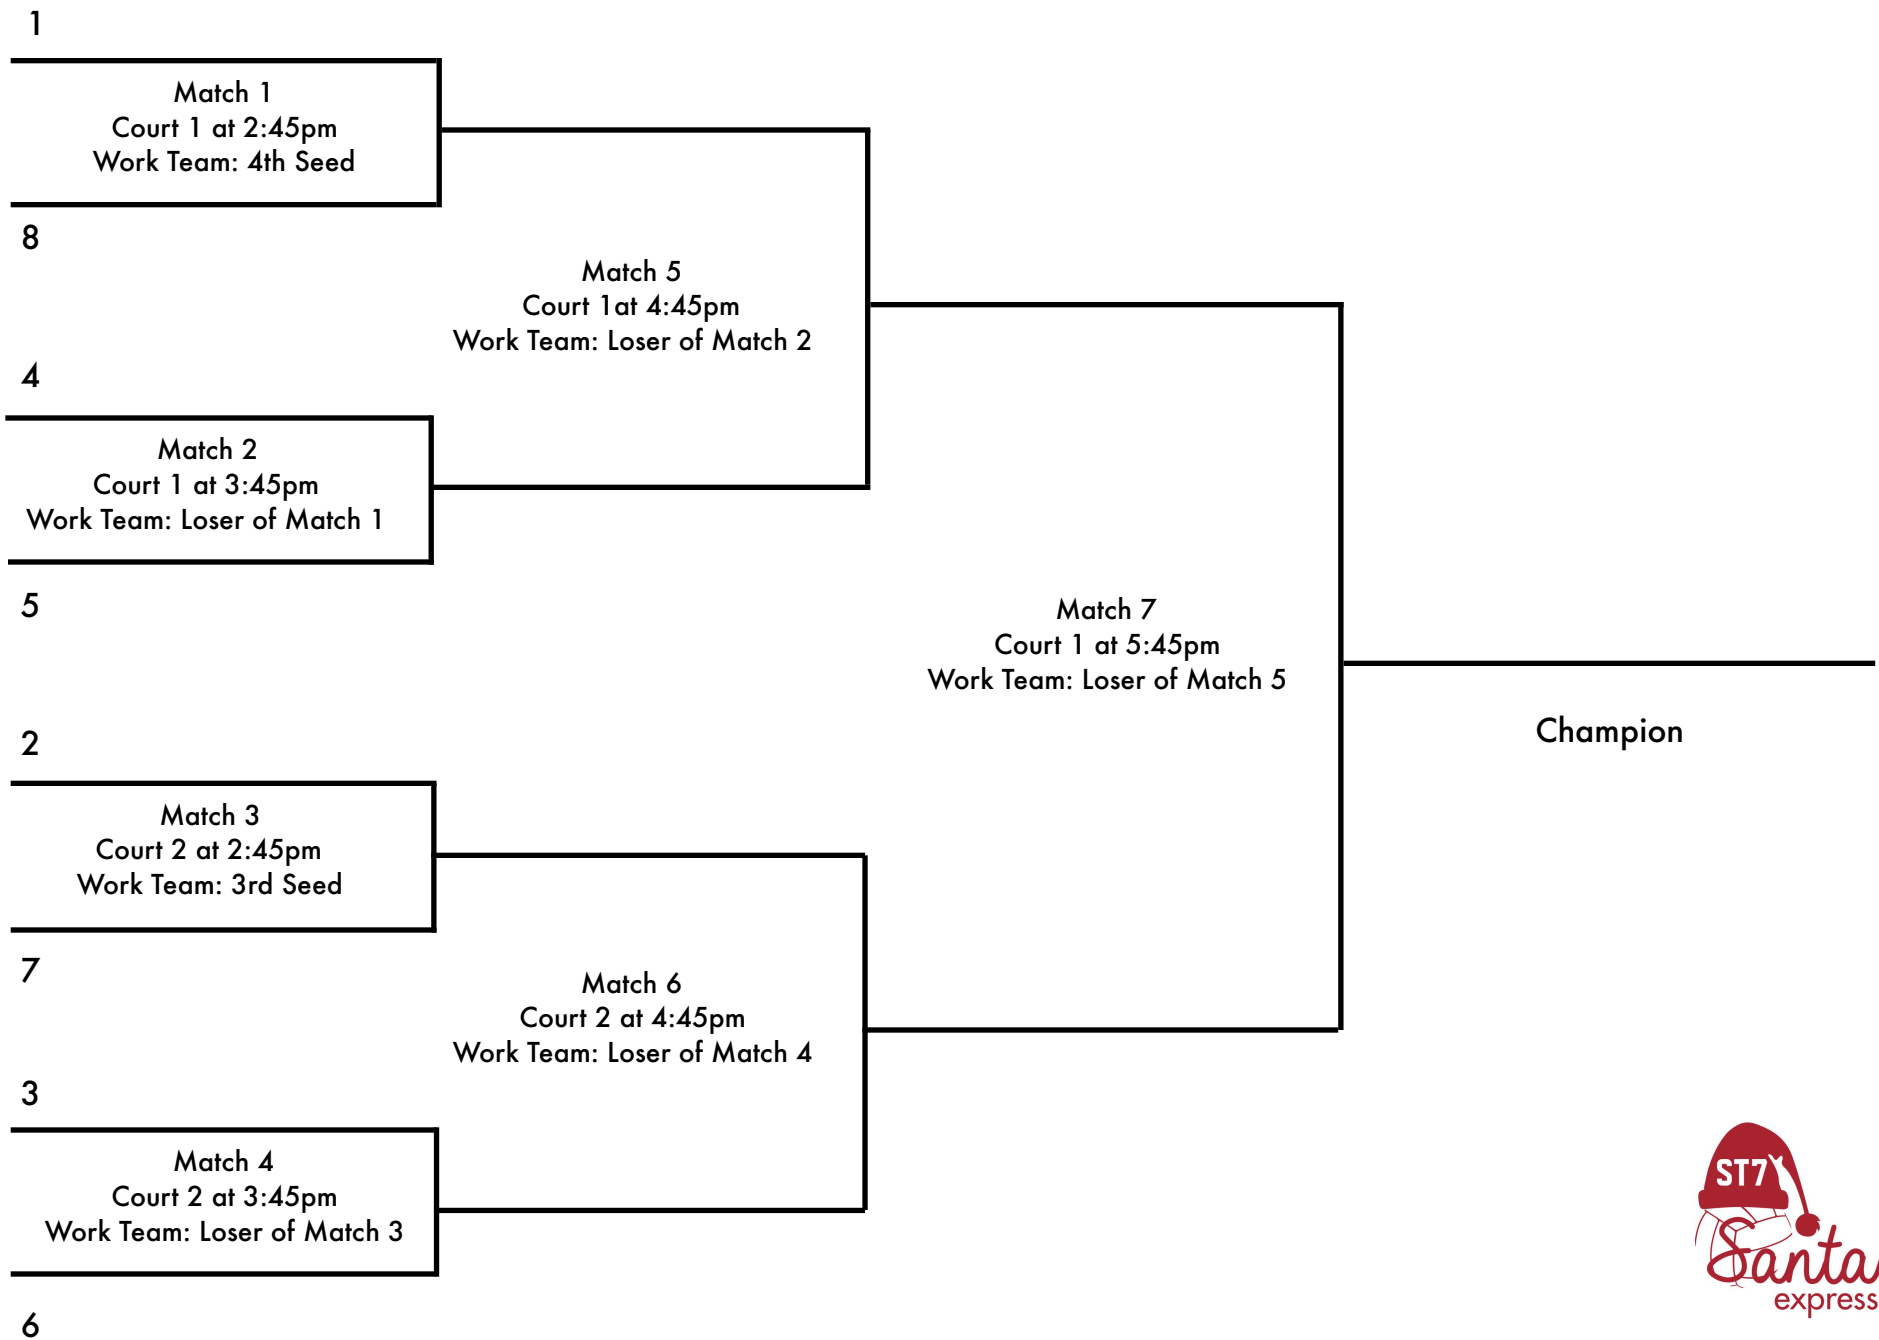 1
Match 1
Court 1 at 2:45pm
Work Team: 4th Seed
8
Match 5
Court 1at 4:45pm
Work Team: Loser of Match 2
4
Match 2
Court 1 at 3:45pm
Work Team: Loser of Match 1
5
Match 7
Court 1 at 5:45pm
Work Team: Loser of Match 5
Champion
2
Match 3
Court 2 at 2:45pm
Work Team: 3rd Seed
7
Match 6
Court 2 at 4:45pm
Work Team: Loser of Match 4
3
Match 4
Court 2 at 3:45pm
Work Team: Loser of Match 3
6
ST7
Santa
express